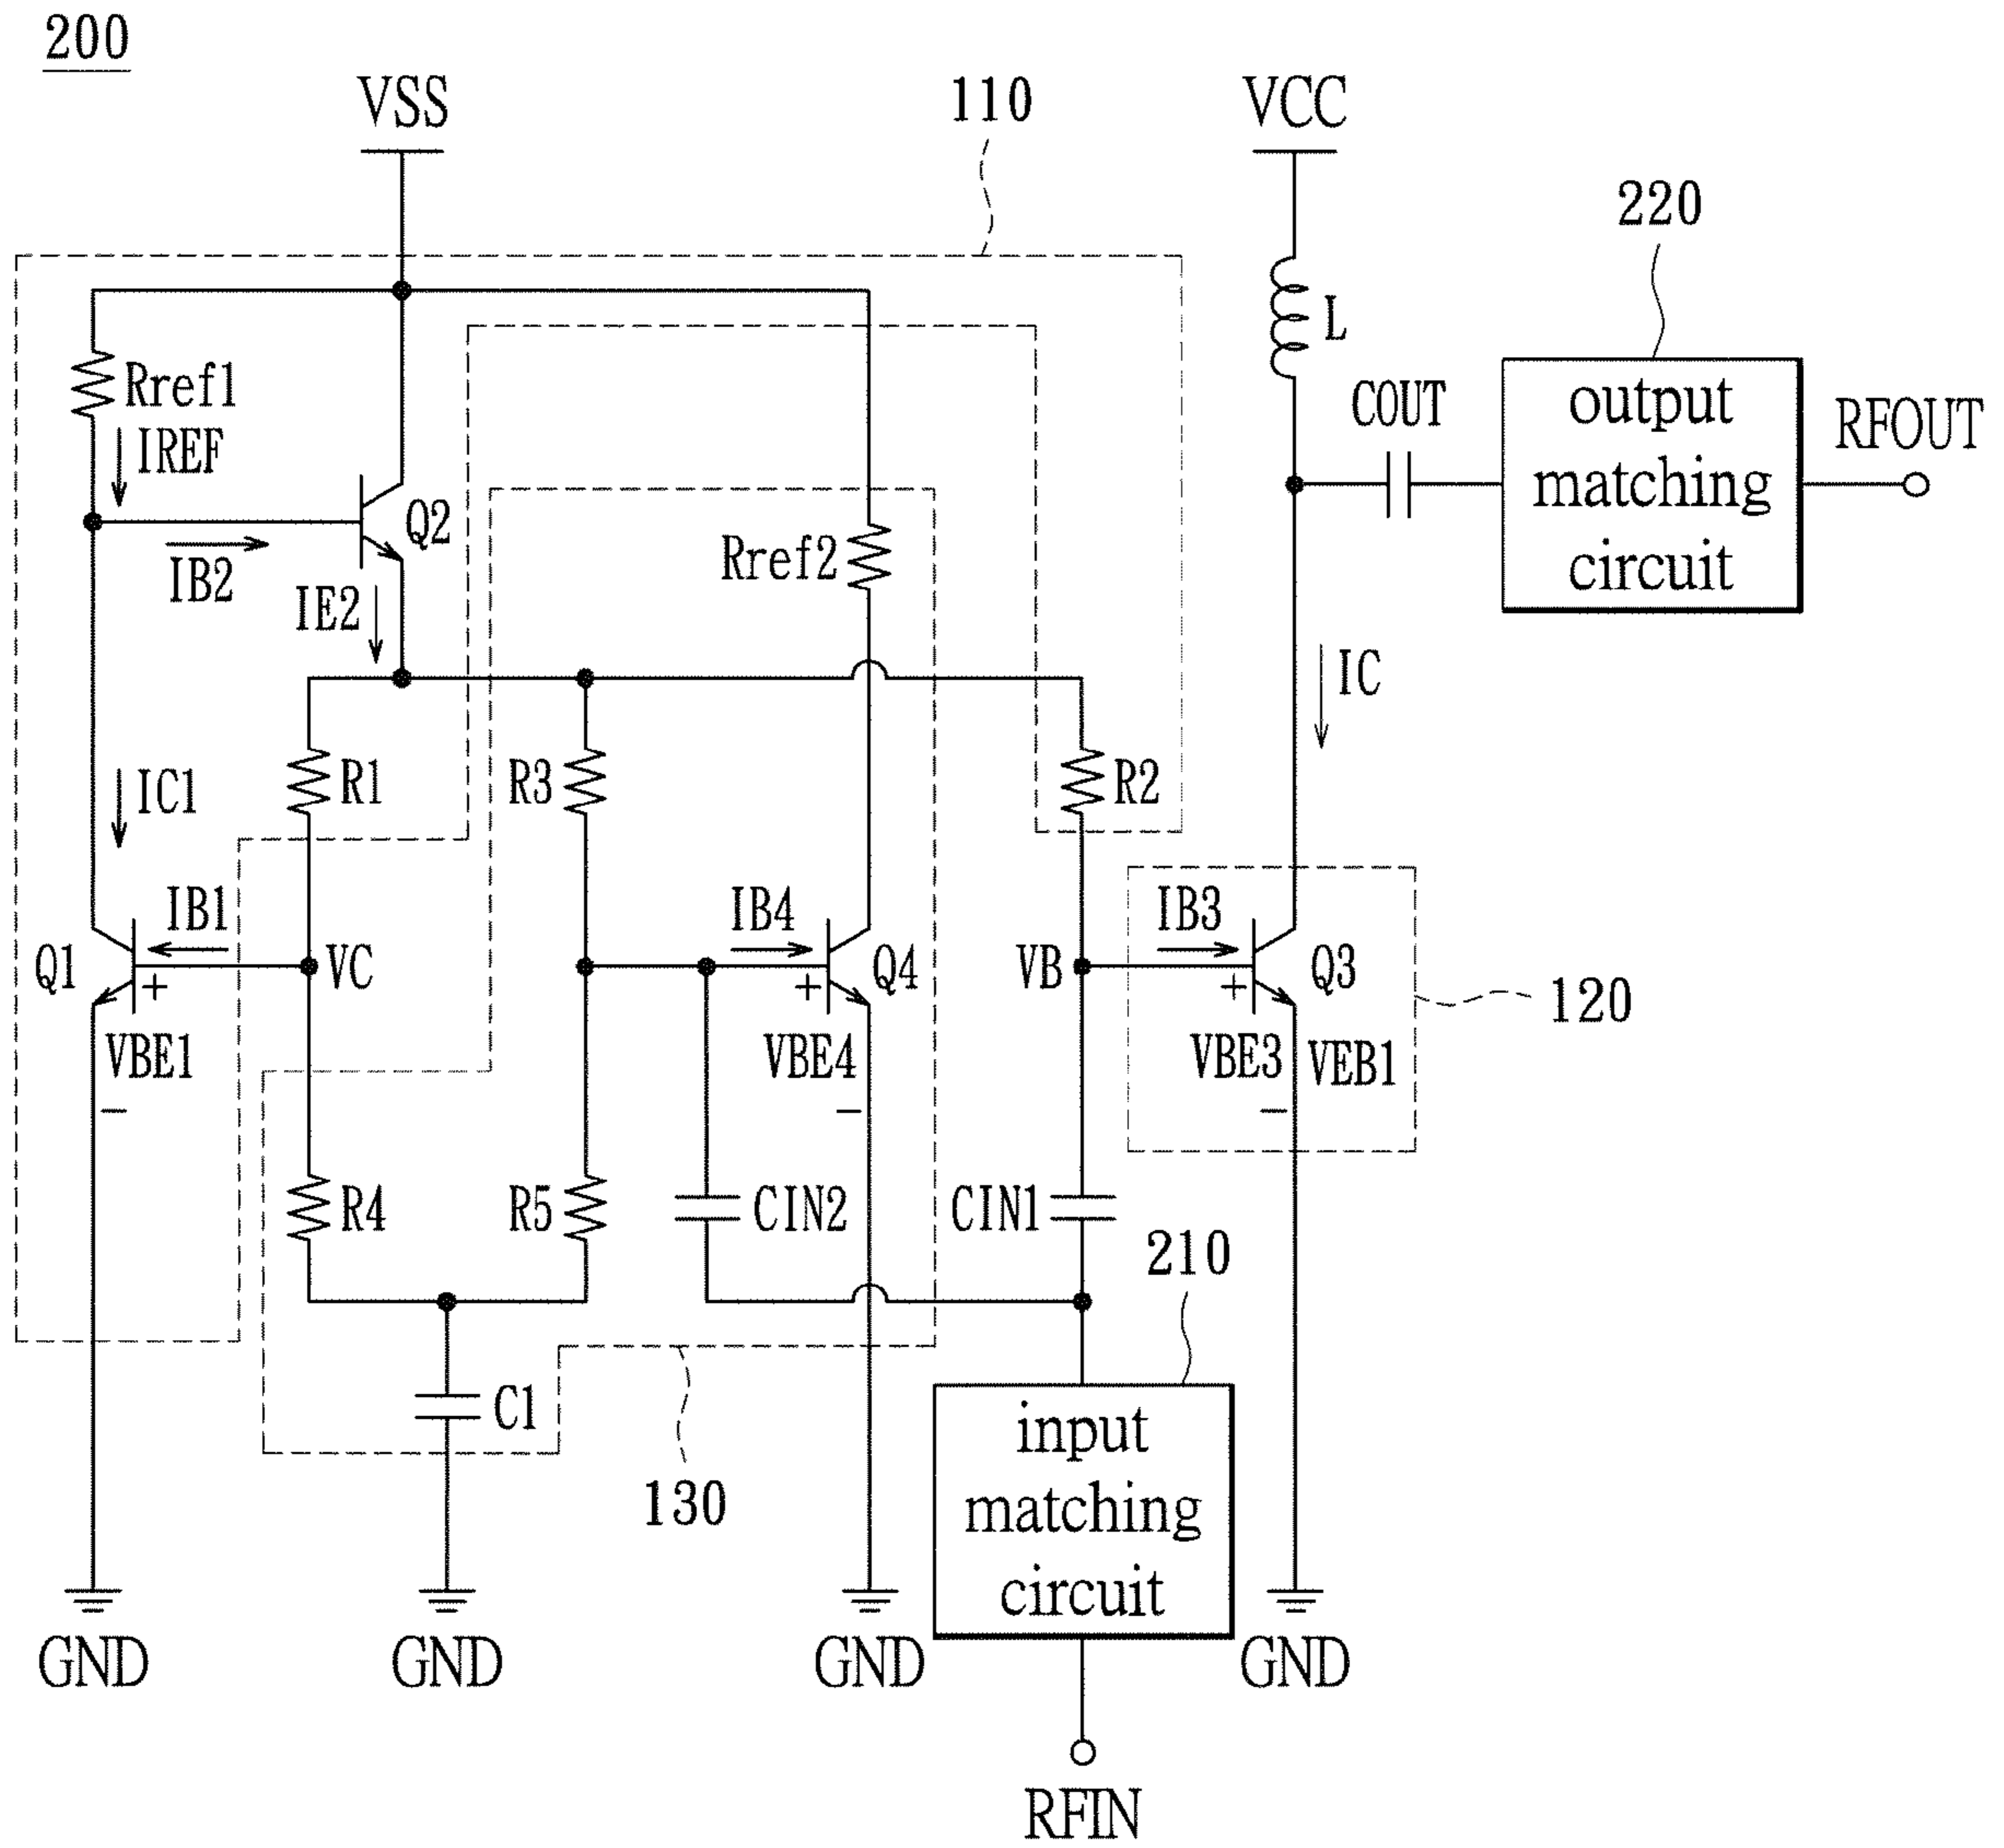 200
VSS
110
VCC
220
L
Rref1
COUT
output
matching
circuit
RFOUT
IREF
Q2
IB2
Rref2
IE2
IC
R1
R3
R2
IC1
IB1
IB4
IB3
Q1
VC
Q4
VB
Q3
120
VBE1
VBE4
VBE3
VEB1
R4
R5
CIN2
CIN1
210
C1
130
input
matching
circuit
GND
GND
GND
GND
RFIN